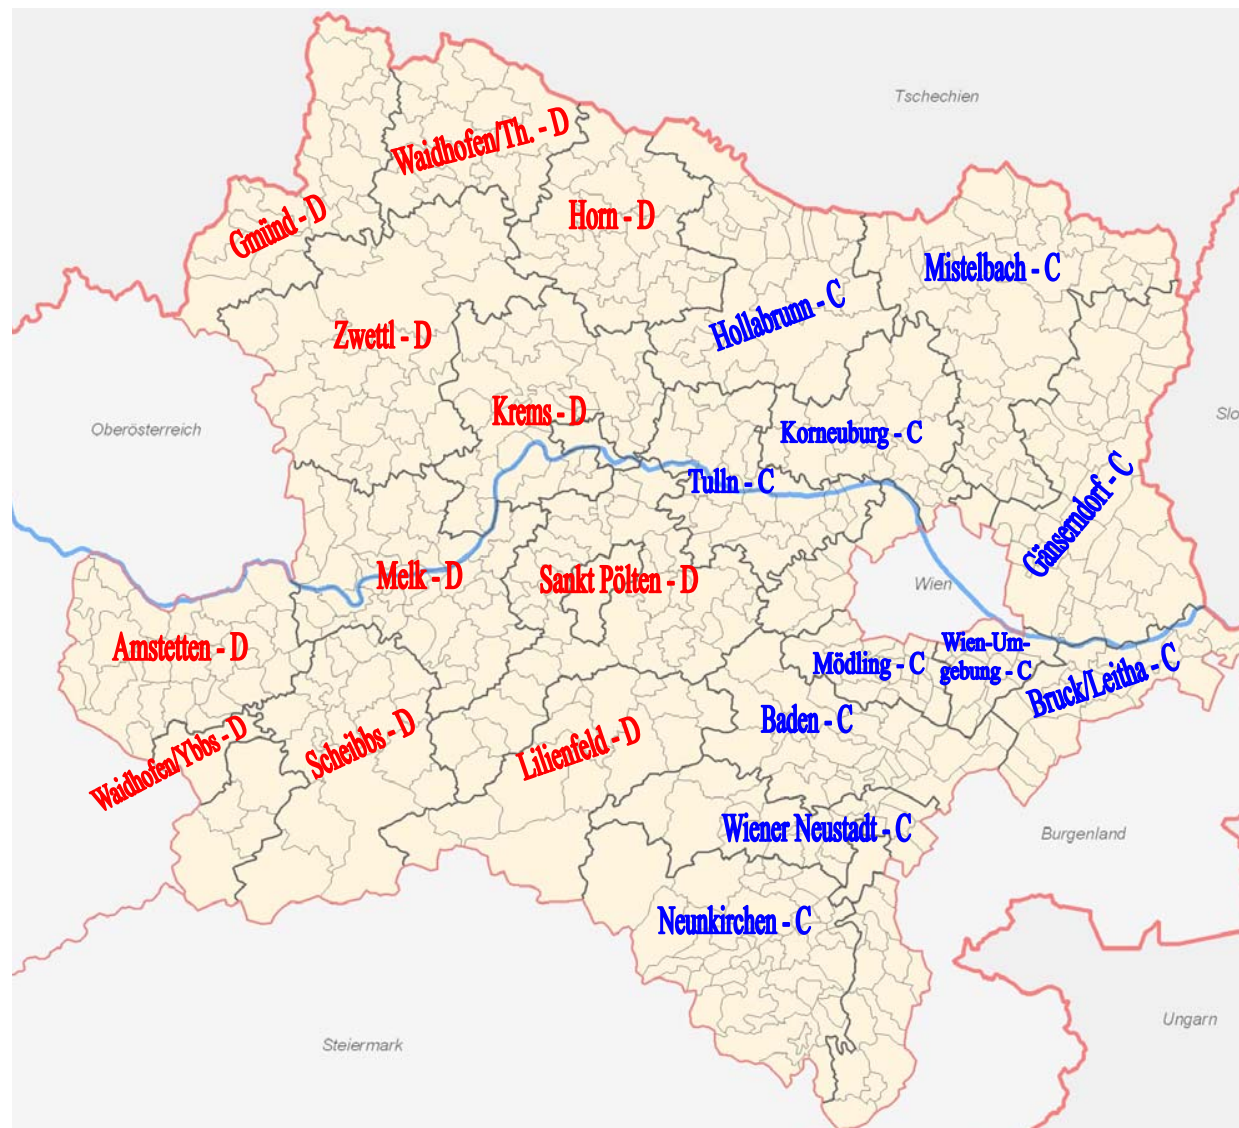 Tschechien
Waidhofen/Th. - D
Gmünd - D
Horn - D
Mistelbach - C
Hollabrunn - C
Zwettl - D
Krems - D
Oberösterreich
Korneuburg - C
Slo
Tulln - C
Gänserndorf - C
Melk - D
Sankt Pölten - D
Wien
Amstetten - D
Mödling - C
Wien-Um-
gebung - C
Bruck/Leitha - C
Baden - C
Waidhofen/Ybbs - D
Scheibbs - D
Lilienfeld - D
Wiener Neustadt - C
Burgenland
Neunkirchen - C
Ungarn
Steiermark